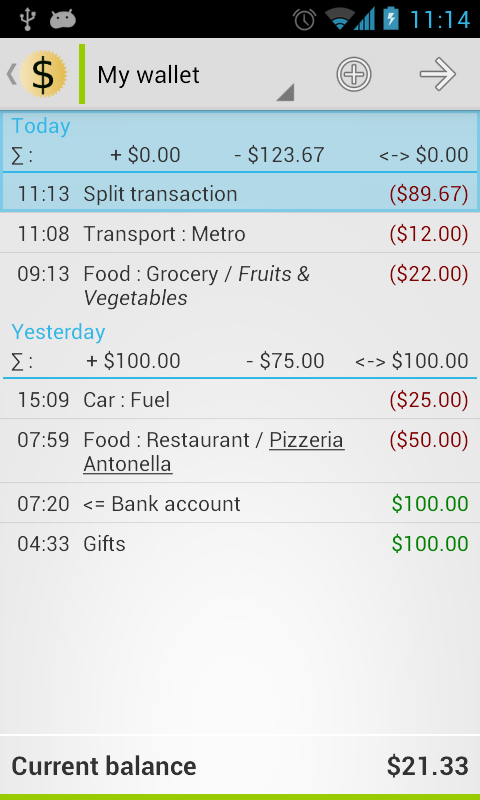 11:14
$ My wallet
Today
Σ : + $0.00 - $123.67 <-> $0.00
11:13 Split transaction ($89.67)
11:08 Transport : Metro ($12.00)
09:13 Food : Grocery / Fruits & ($22.00)
Vegetables
Yesterday
Σ : + $100.00 - $75.00 <-> $100.00
15:09 Car : Fuel ($25.00)
07:59 Food : Restaurant / Pizzeria ($50.00)
Antonella
07:20 <= Bank account $100.00
04:33 Gifts $100.00
Current balance $21.33